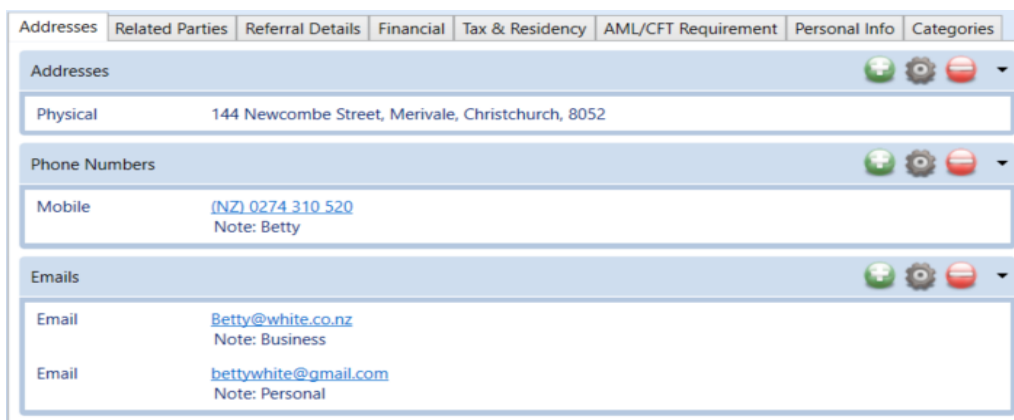 Addresses Related Parties Referral Details Financial Tax & Residency AML/CFT Requirement Personal Info Categories
Addresses
Physical 144 Newcombe Street, Merivale, Christchurch, 8052
Phone Numbers
Mobile (NZ) 0274 310 520
Note: Betty
Emails
Email Betty@white.co.nz
Note: Business
Email bettywhite@gmail.com
Note: Personal